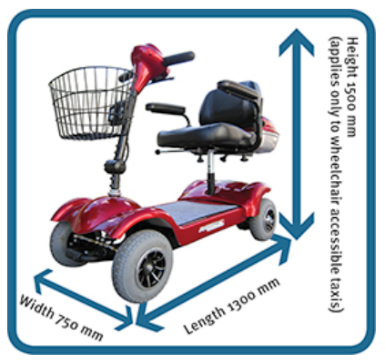 Height 1500 mm
(applies only to wheelchair accessible taxis)
Width 750 mm
Length 1300 mm